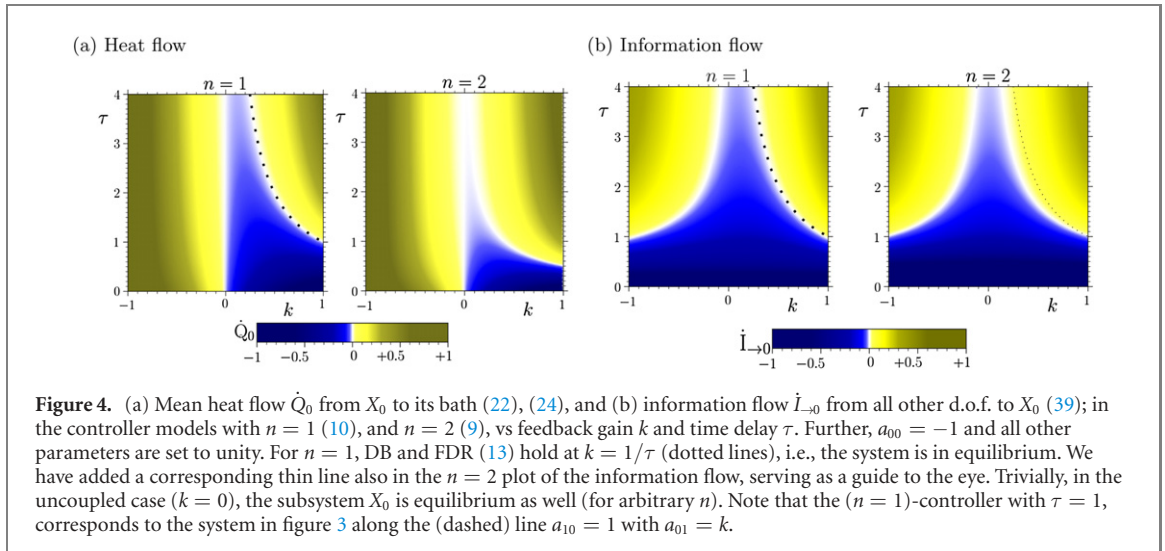 (a) Heat flow
(b) Information flow
n = 1
n = 2
n = 1
n = 2
τ
4
3
2
1
0
−1
0
k
1
τ
4
3
2
1
0
−1
0
k
1
τ
4
3
2
1
0
−1
0
k
1
τ
4
3
2
1
0
−1
0
k
1
Q̇₀
−1
−0.5
0
+0.5
+1
İ→0
−1
−0.5
0
+0.5
+1
Figure 4. (a) Mean heat flow Q̇₀ from X₀ to its bath (22), (24), and (b) information flow İ→0 from all other d.o.f. to X₀ (39); in
the controller models with n = 1 (10), and n = 2 (9), vs feedback gain k and time delay τ. Further, a₀₀ = −1 and all other
parameters are set to unity. For n = 1, DB and FDR (13) hold at k = 1/τ (dotted lines), i.e., the system is in equilibrium. We
have added a corresponding thin line also in the n = 2 plot of the information flow, serving as a guide to the eye. Trivially, in the
uncoupled case (k = 0), the subsystem X₀ is equilibrium as well (for arbitrary n). Note that the (n = 1)-controller with τ = 1,
corresponds to the system in figure 3 along the (dashed) line a₁₀ = 1 with a₀₁ = k.